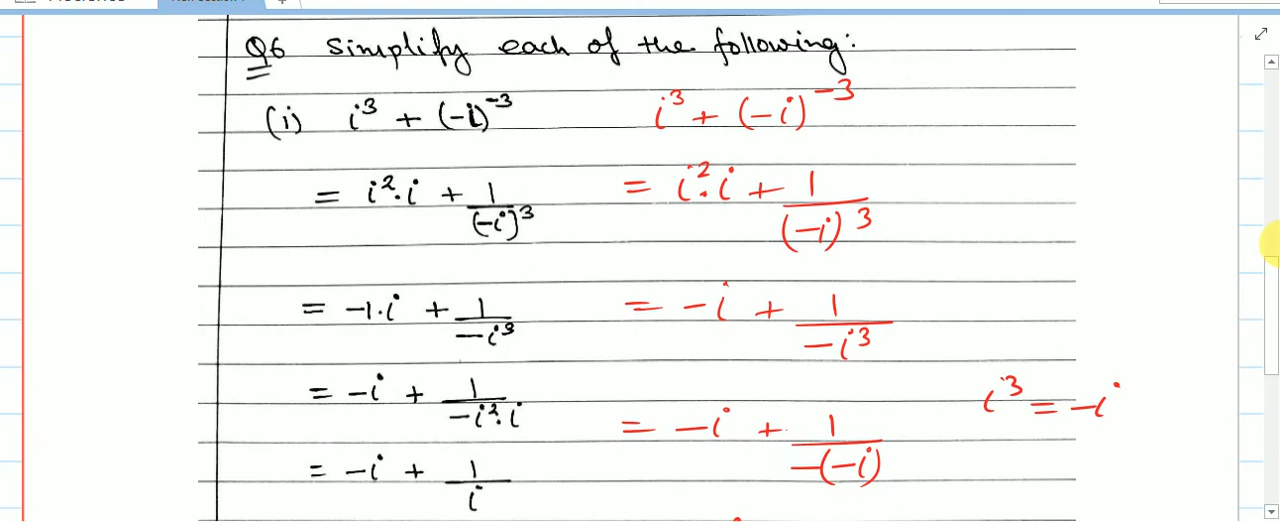 Q6 Simplify each of the following:
(i) i³ + (-i)⁻³
= i²·i + 1/(-i)³
= -1·i + 1/-i³
= -i + 1/-i²·i
= -i + 1/i
i³ + (-i)⁻³
= i²·i + 1/(-i)³
= -i + 1/-i³
i³ = -i
= -i + 1/-(-i)